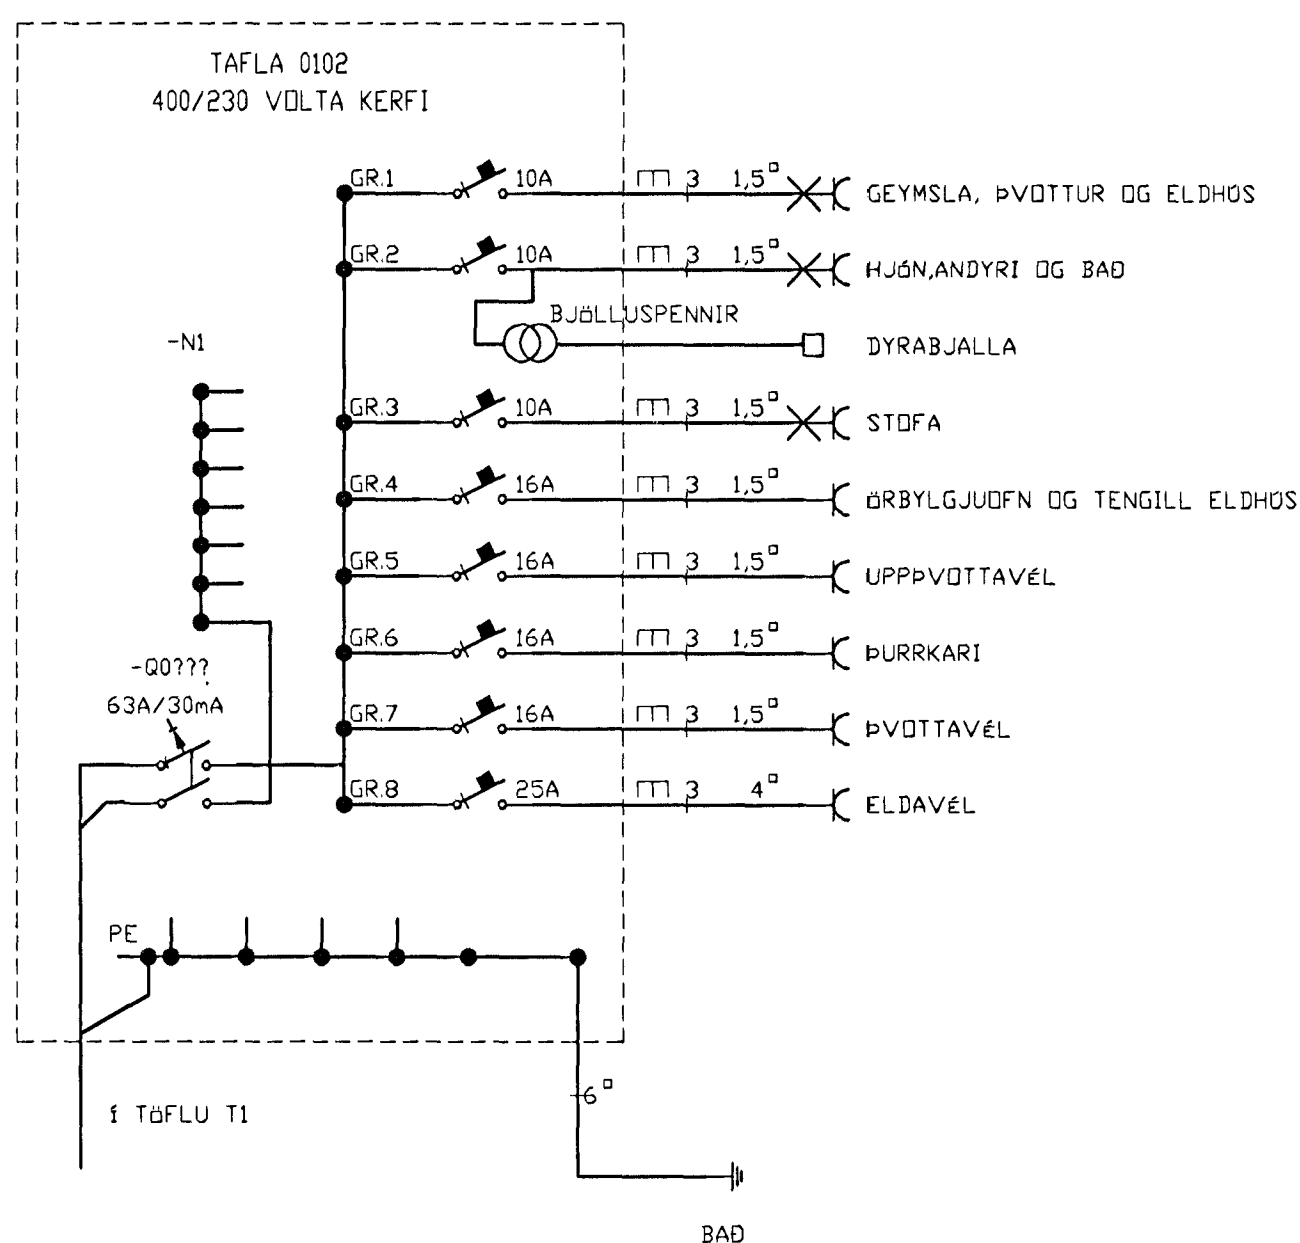 TAFLA 0102
400/230 VOLTA KERFI
GR.1 10A 3 1,5□ GEYMSLA, ÞVOTTUR OG ELDHÚS
GR.2 10A 3 1,5□ HJÓN,ANDYRI OG BAÐ
BJÖLLUSPENNIR
DYRABJALLA
-N1
GR.3 10A 3 1,5□ STOFA
GR.4 16A 3 1,5□ ÖRBYLGJUOFN OG TENGILL ELDHÚS
GR.5 16A 3 1,5□ UPPÞVOTTAVÉL
GR.6 16A 3 1,5□ ÞURRKARI
-Q0???
63A/30mA
GR.7 16A 3 1,5□ ÞVOTTAVÉL
GR.8 25A 3 4□ ELDAVÉL
PE
6□
Í TÖFLU T1
BAÐ